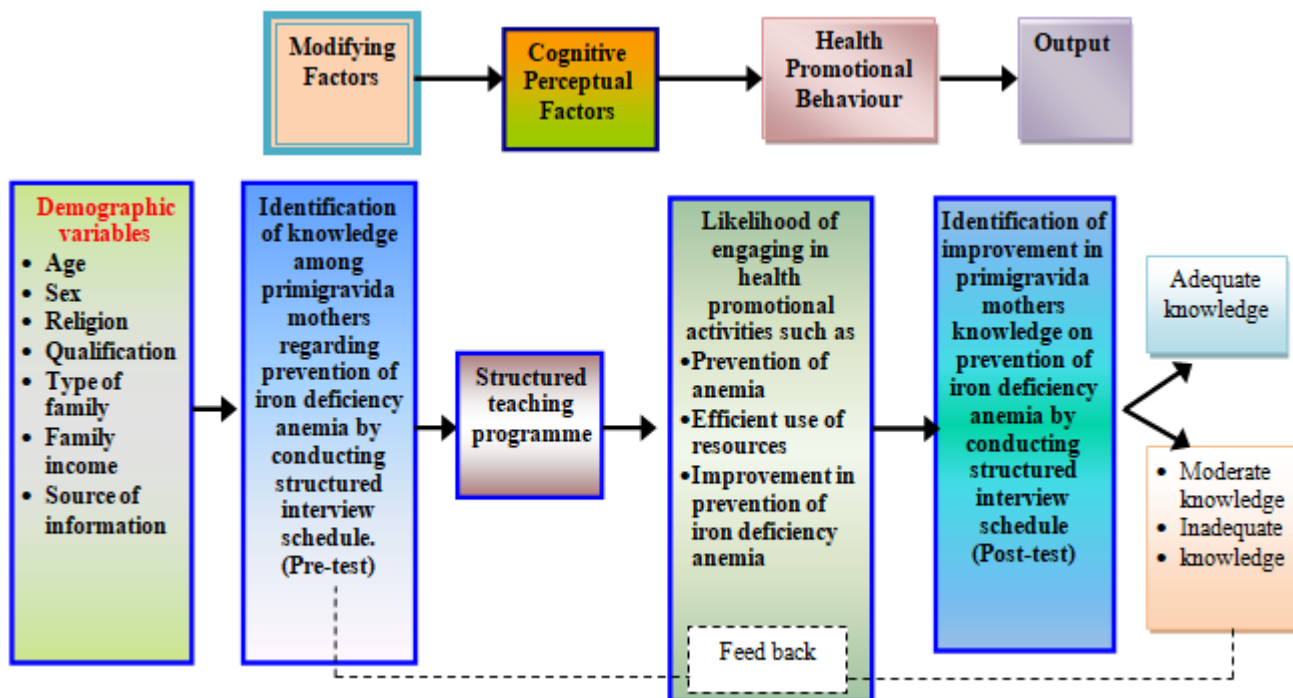 Modifying
Factors
Cognitive
Perceptual
Factors
Health
Promotional
Behaviour
Output
Demographic
variables
• Age
• Sex
• Religion
• Qualification
• Type of
family
• Family
income
• Source of
information
Identification
of knowledge
among
primigravida
mothers
regarding
prevention of
iron deficiency
anemia by
conducting
structured
interview
schedule.
(Pre-test)
Structured
teaching
programme
Likelihood of
engaging in
health
promotional
activities such as
•Prevention of
anemia
•Efficient use of
resources
•Improvement in
prevention of
iron deficiency
anemia
Identification of
improvement in
primigravida
mothers
knowledge on
prevention of
iron deficiency
anemia by
conducting
structured
interview
schedule
(Post-test)
Adequate
knowledge
• Moderate
knowledge
• Inadequate
• knowledge
Feed back